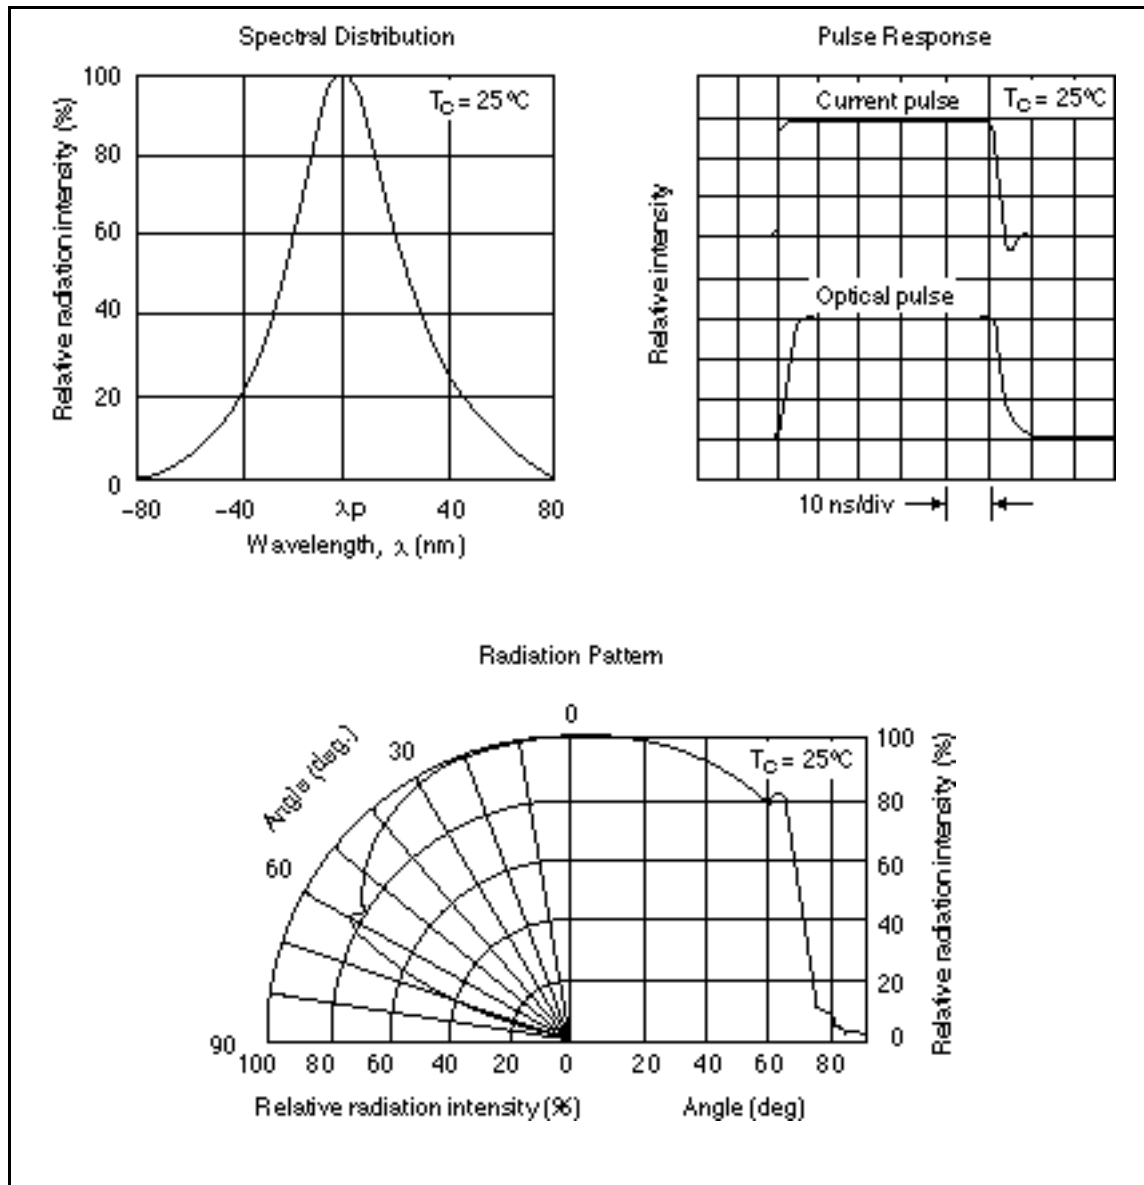 Spectral Distribution
100
80
60
40
20
0
Relative radiation intensity (%)
T_C = 25ºC
−80
−40
λp
40
80
Wavelength, λ (nm)
Pulse Response
Relative intensity
Current pulse
T_C = 25ºC
Optical pulse
10 ns/div
Radiation Pattern
0
30
60
90
Angle (deg.)
T_C = 25ºC
100
80
60
40
20
0
Relative radiation intensity (%)
100
80
60
40
20
0
20
40
60
80
Relative radiation intensity (%)
Angle (deg)